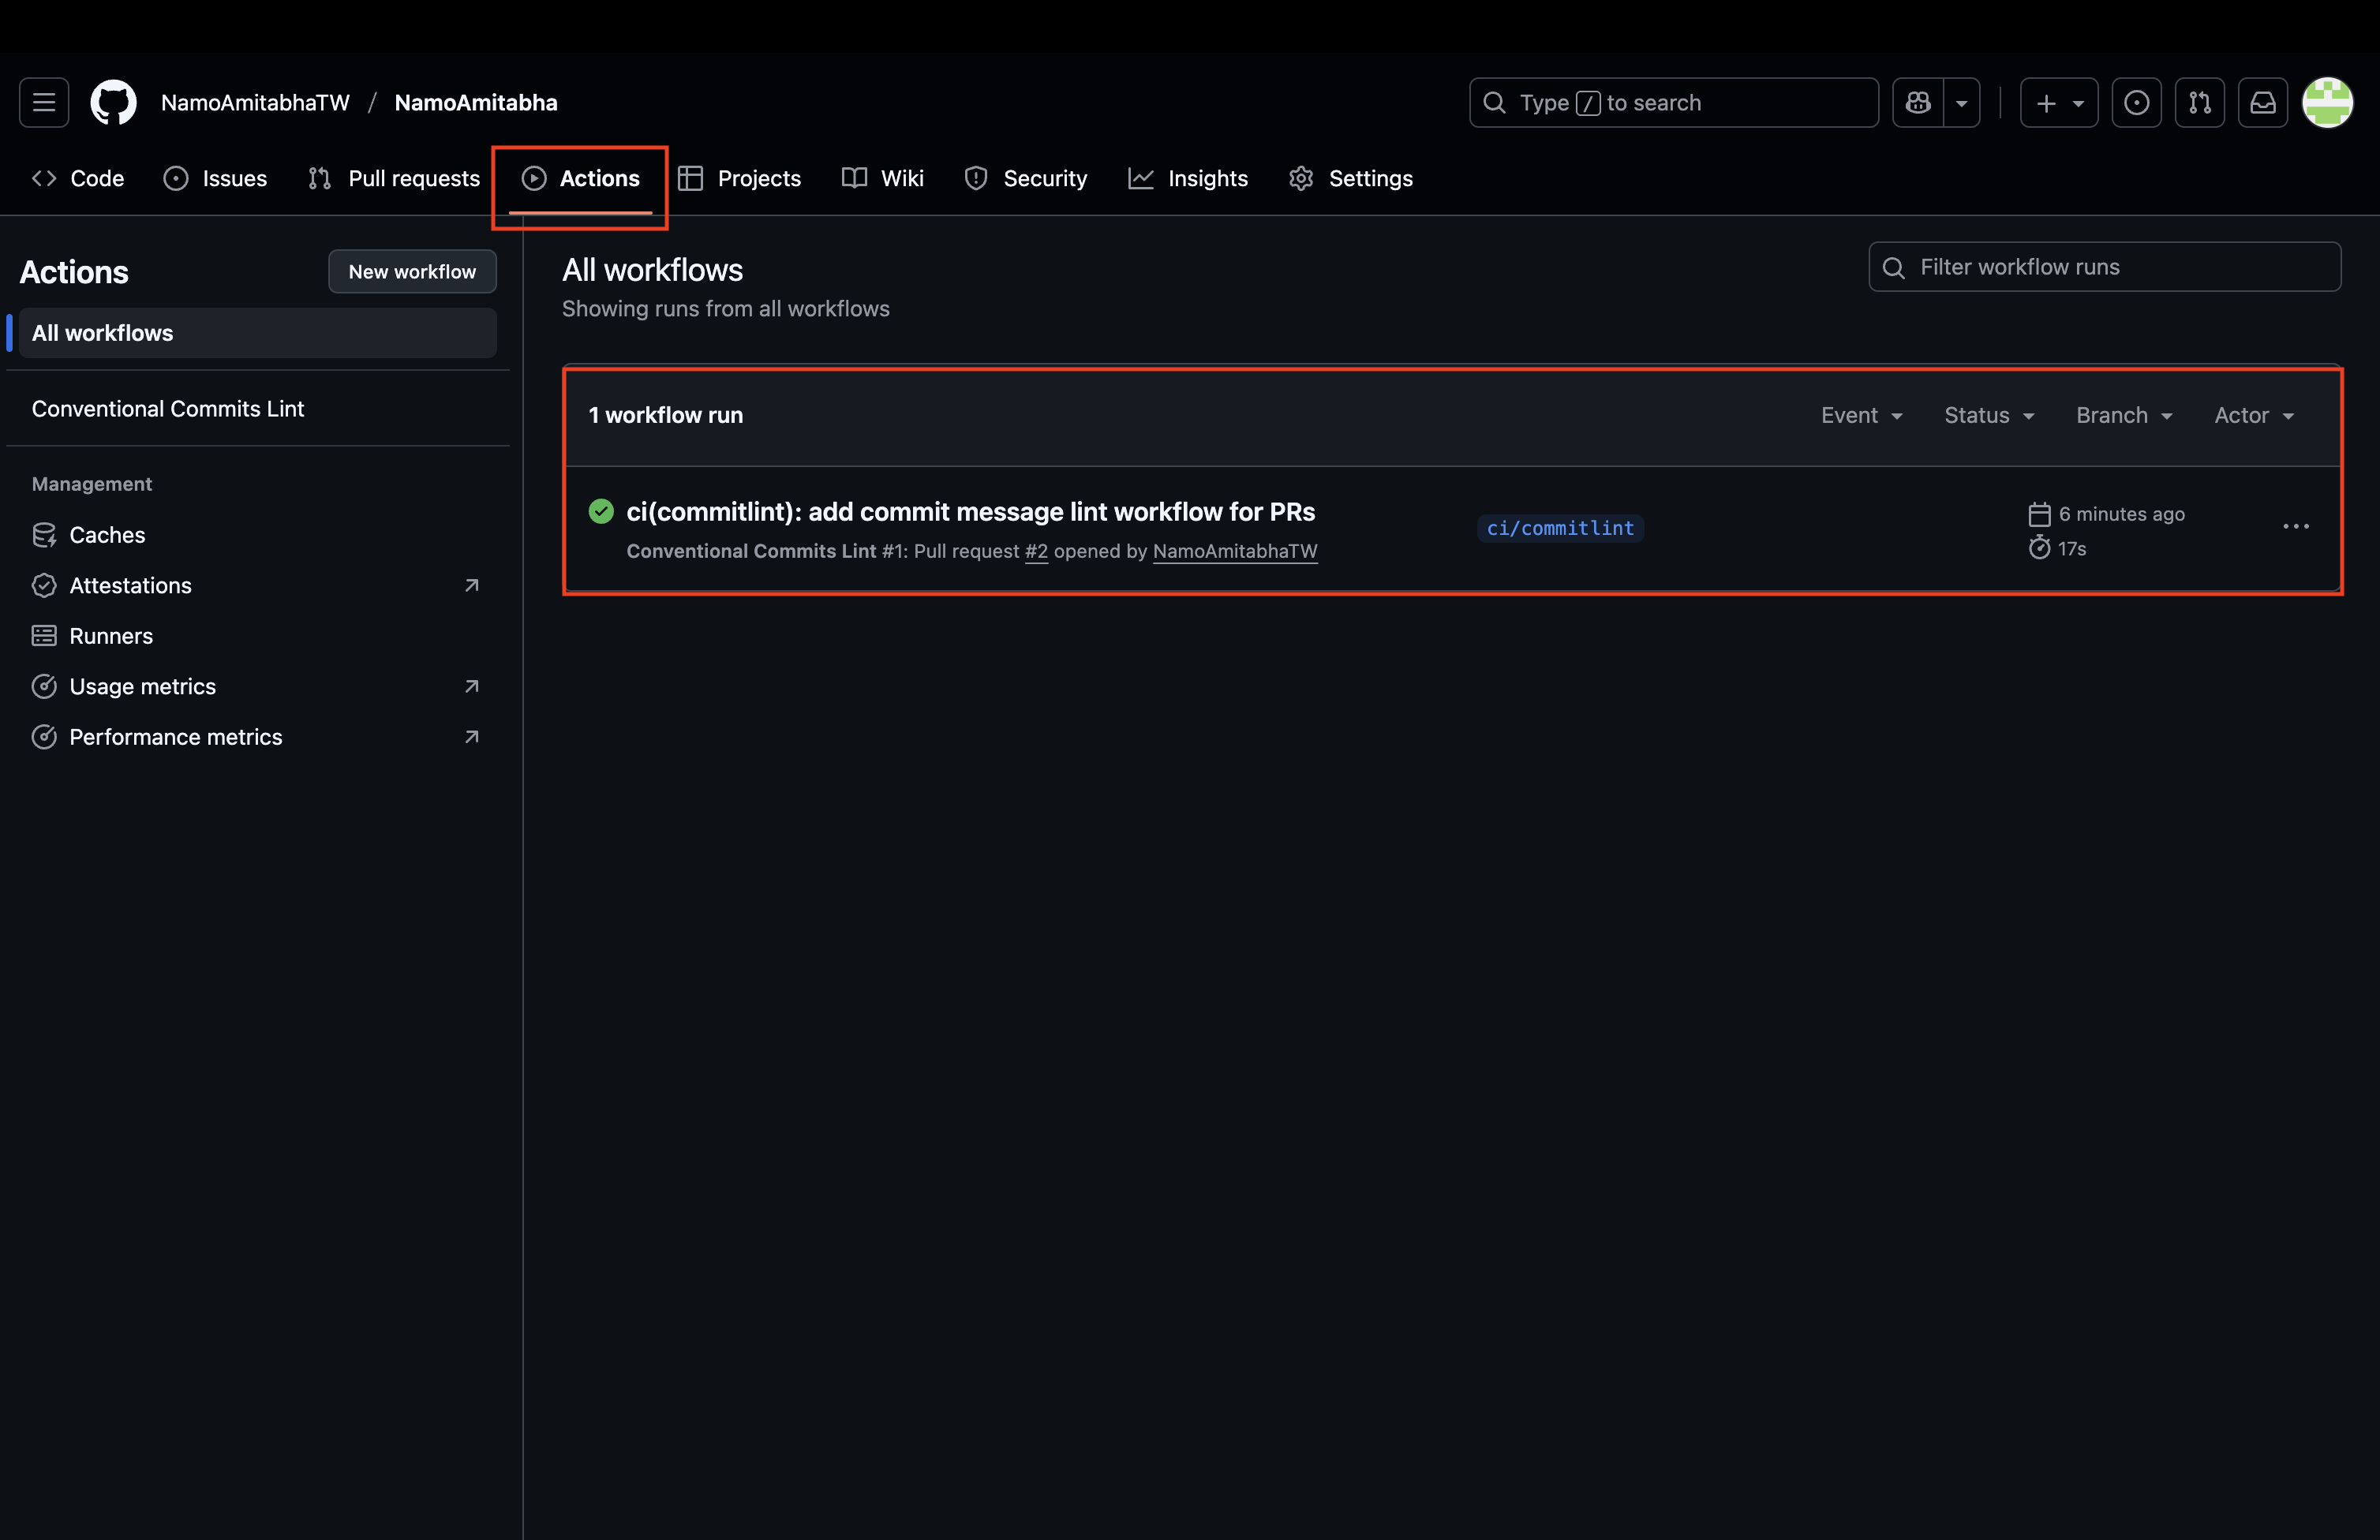 NamoAmitabhaTW / NamoAmitabha
Type / to search
Code Issues Pull requests Actions Projects Wiki Security Insights Settings
Actions
New workflow
All workflows
Conventional Commits Lint
Management
Caches
Attestations
Runners
Usage metrics
Performance metrics
All workflows
Showing runs from all workflows
Filter workflow runs
1 workflow run
Event Status Branch Actor
ci(commitlint): add commit message lint workflow for PRs
Conventional Commits Lint #1: Pull request #2 opened by NamoAmitabhaTW
ci/commitlint
6 minutes ago
17s